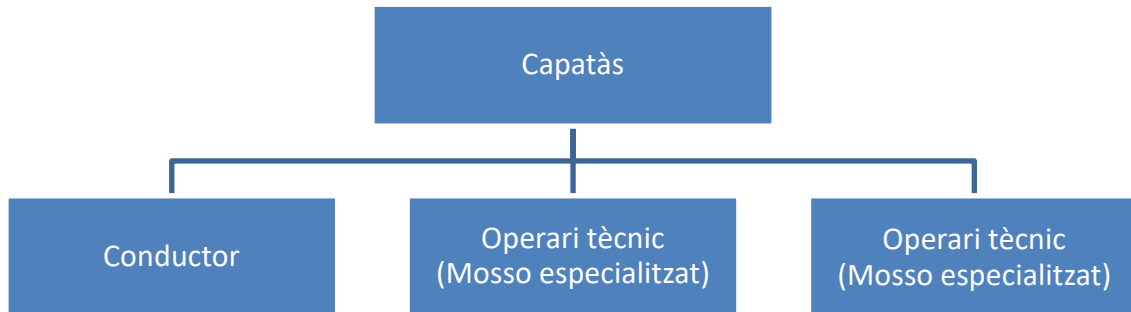 Capatàs
Conductor
Operari tècnic
(Mosso especialitzat)
Operari tècnic
(Mosso especialitzat)